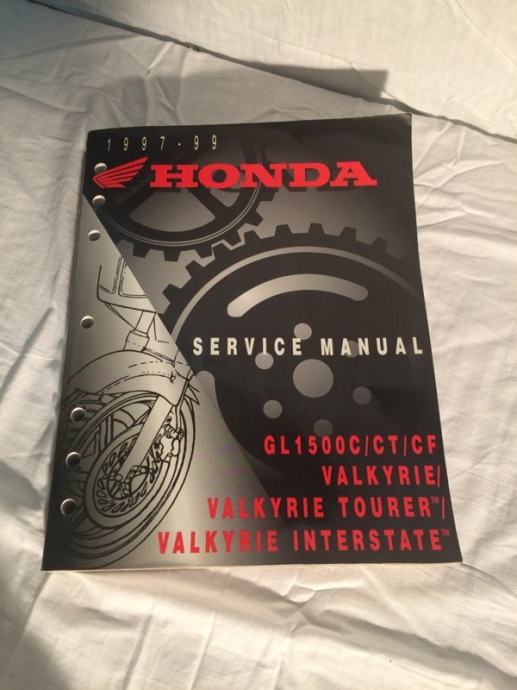 1997-99
HONDA
SERVICE MANUAL
GL1500C/CT/CF
VALKYRIE/
VALKYRIE TOURER™/
VALKYRIE INTERSTATE™